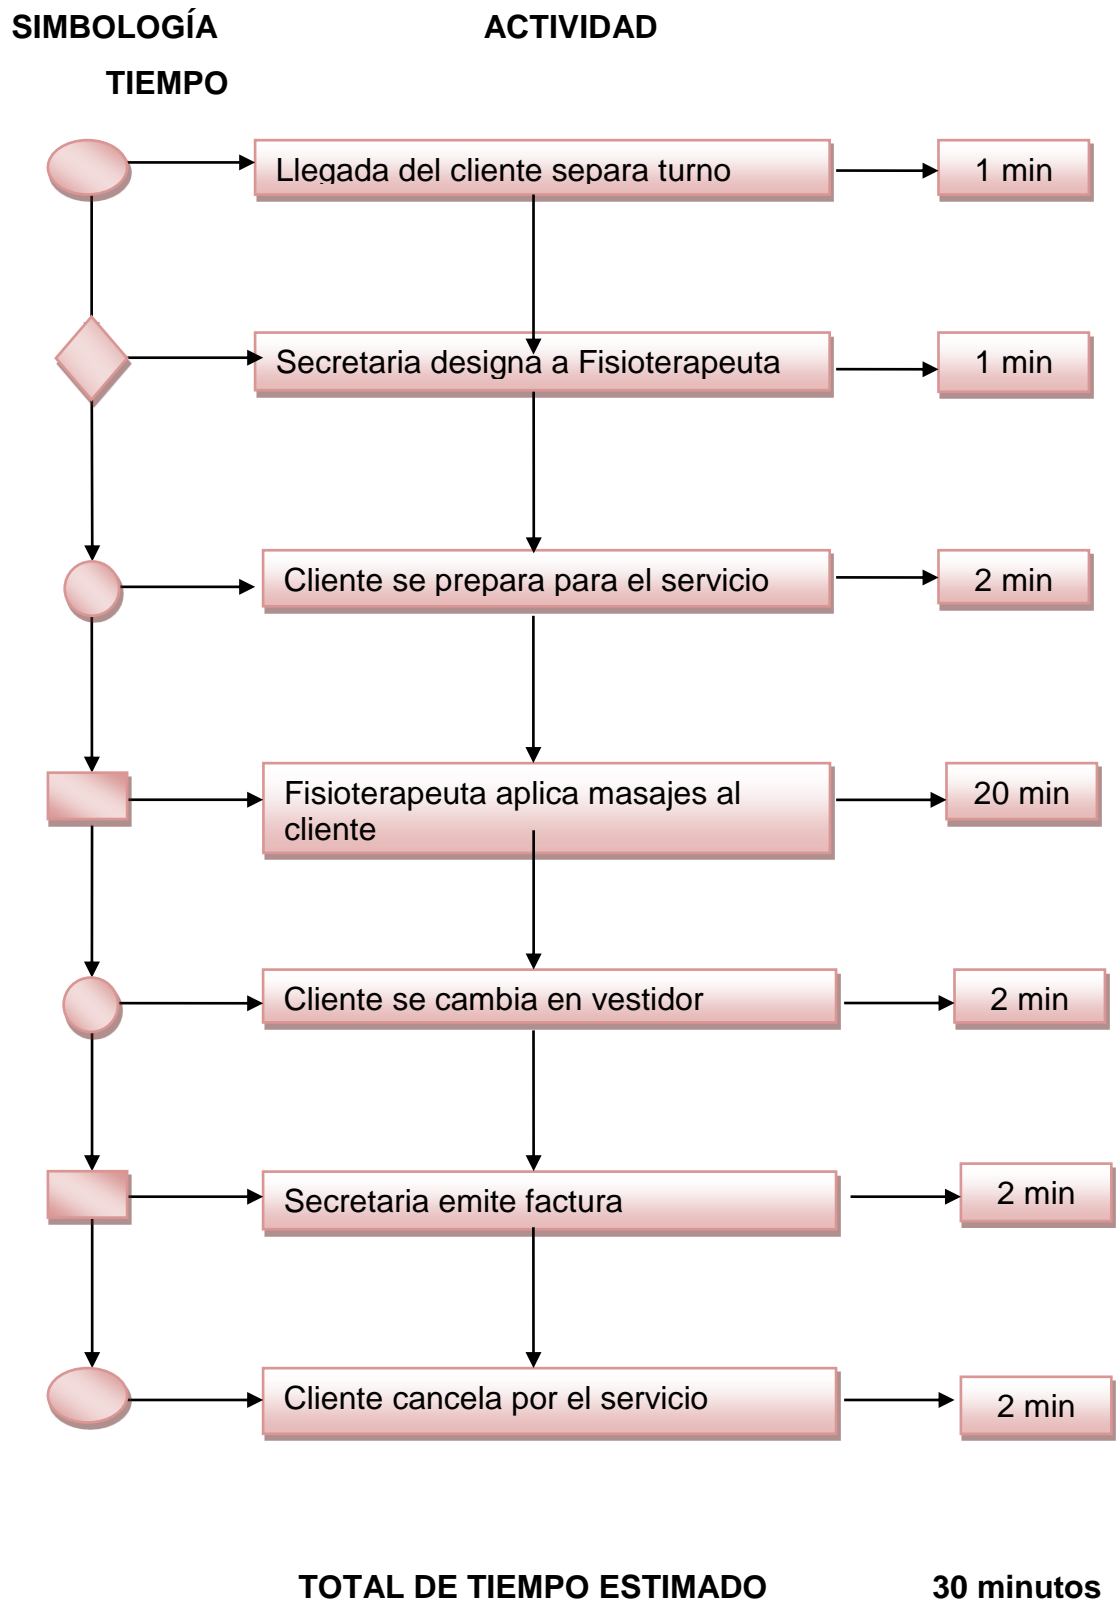 SIMBOLOGÍA ACTIVIDAD
TIEMPO
Llegada del cliente separa turno 1 min
Secretaria designa a Fisioterapeuta 1 min
Cliente se prepara para el servicio 2 min
Fisioterapeuta aplica masajes al 20 min
cliente
Cliente se cambia en vestidor 2 min
Secretaria emite factura 2 min
Cliente cancela por el servicio 2 min
TOTAL DE TIEMPO ESTIMADO 30 minutos